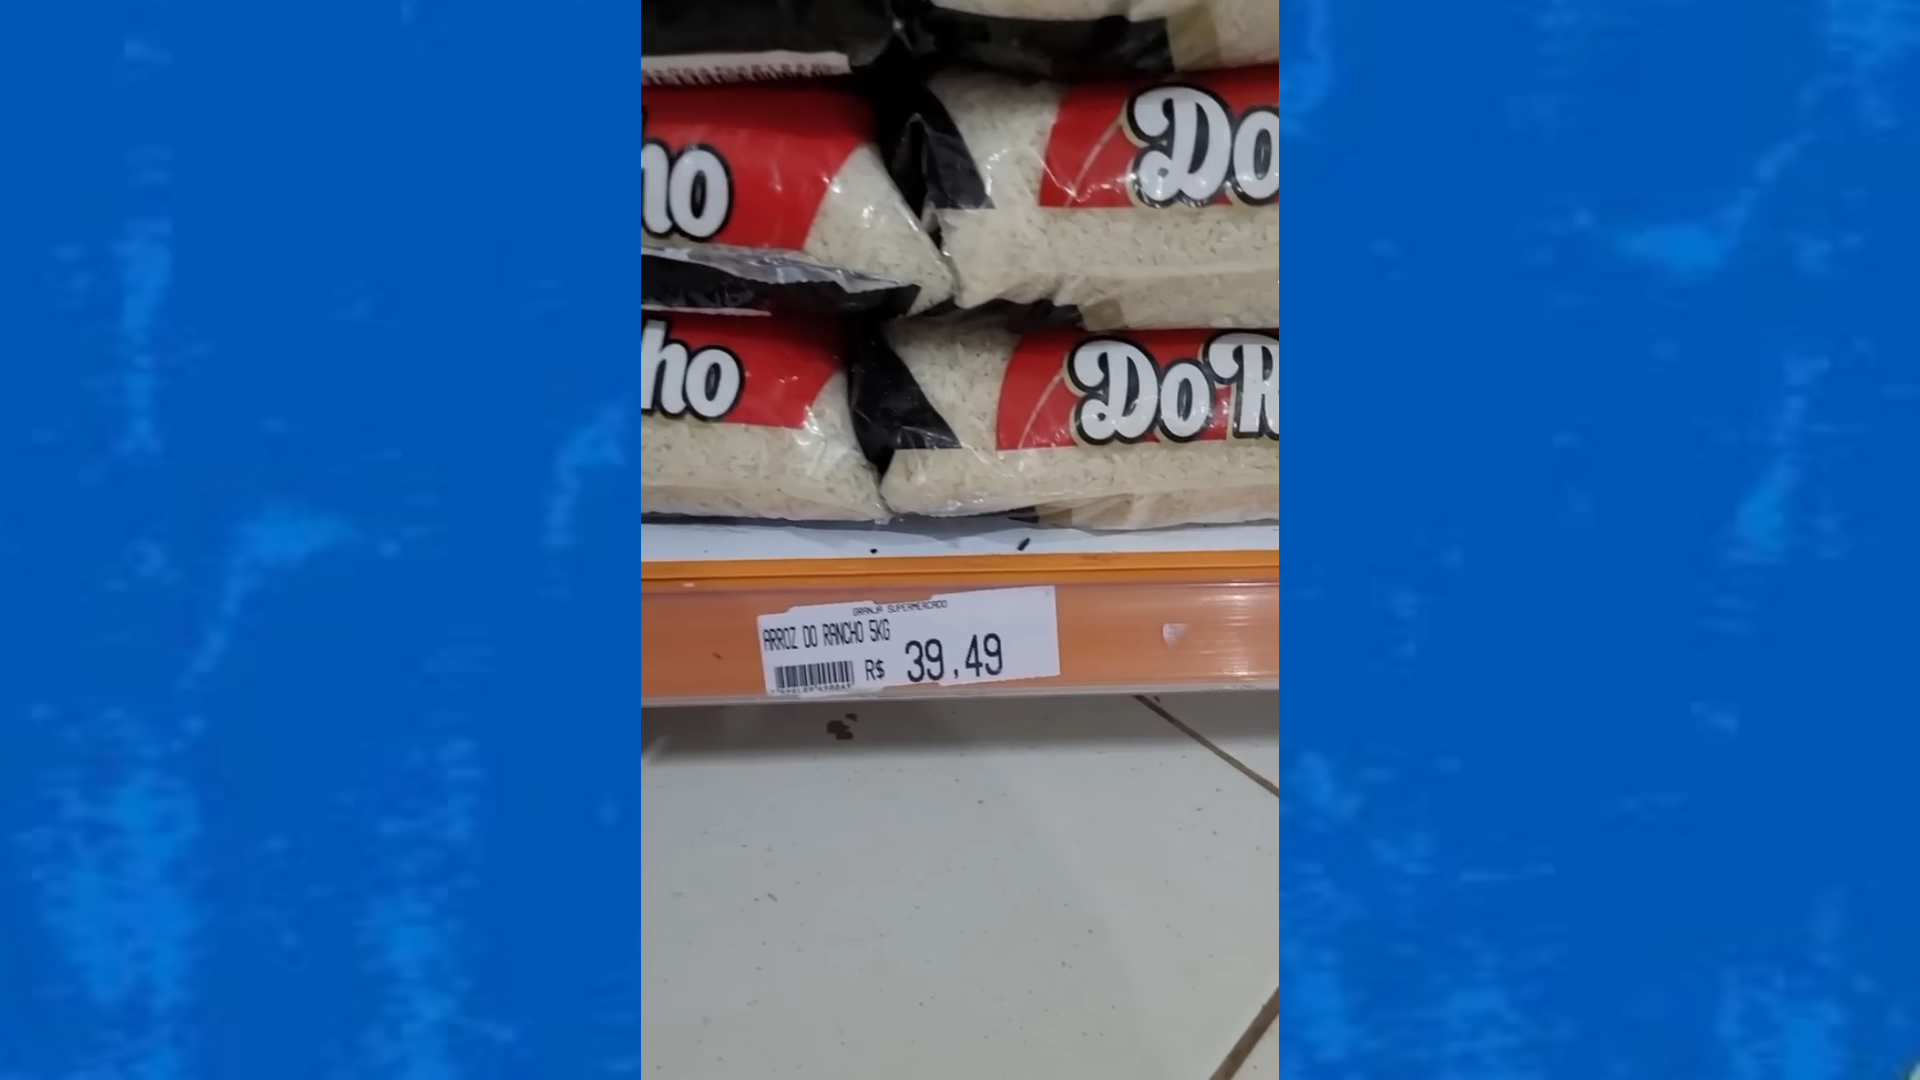 ho
Do
ho
Do R
GRANJA SUPERMERCADO
ARROZ DO RANCHO 5KG
R$ 39,49